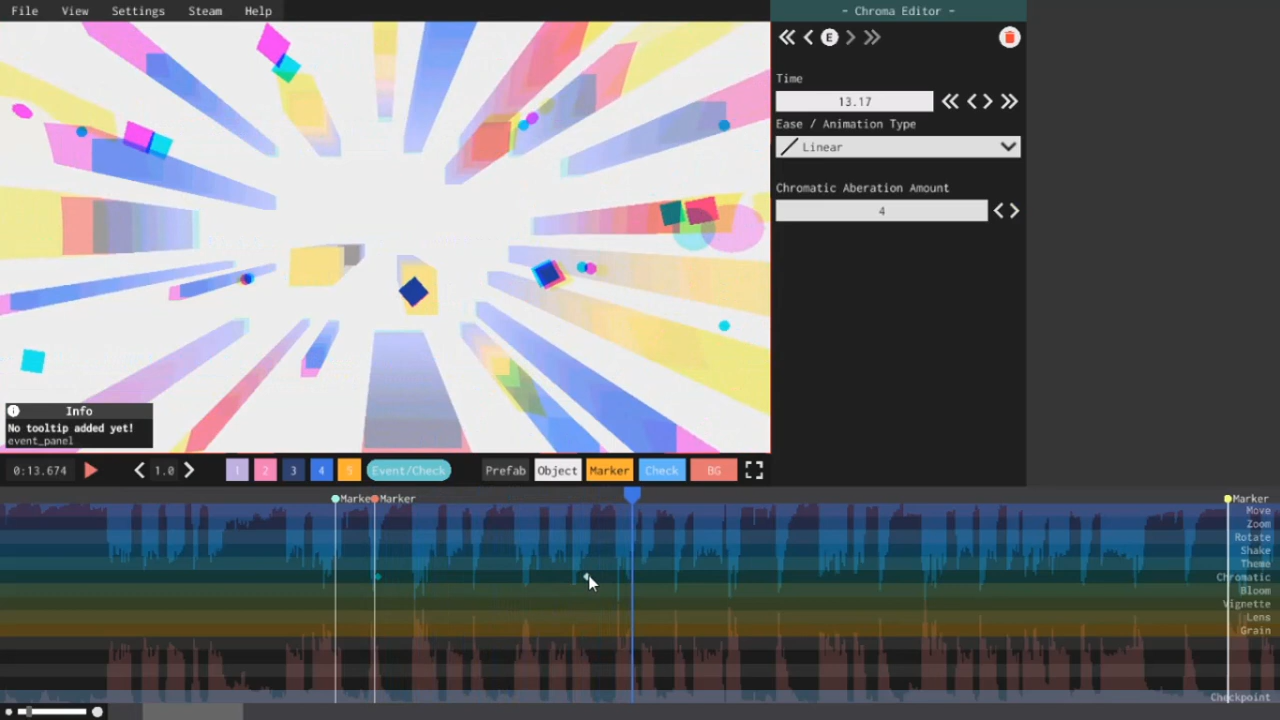 File View Settings Steam Help
- Chroma Editor -
E
Time
13.17
Ease / Animation Type
Linear
Chromatic Aberration Amount
4
Info
No tooltip added yet!
event_panel
0:13.674 1.0 1 2 3 4 5 Event/Check Prefab Object Marker Check BG
Marker Marker
Move
Zoom
Rotate
Shake
Theme
Chromatic
Bloom
Vignette
Lens
Grain
Checkpoint